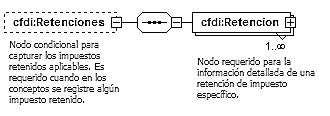 cfdi:Retenciones
cfdi:Retencion
1..∞
Nodo condicional para
capturar los impuestos
retenidos aplicables. Es
requerido cuando en los
conceptos se registre algún
impuesto retenido.
Nodo requerido para la
información detallada de una
retención de impuesto
específico.